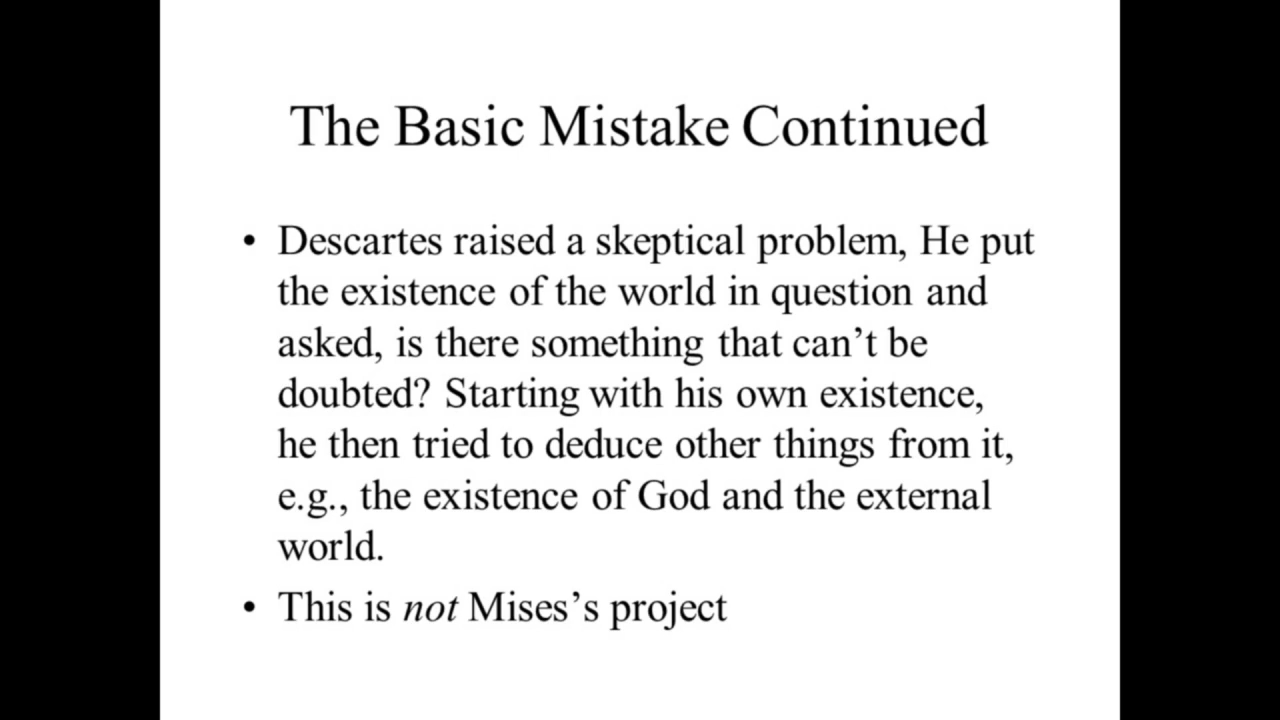 The Basic Mistake Continued
• Descartes raised a skeptical problem, He put
the existence of the world in question and
asked, is there something that can’t be
doubted? Starting with his own existence,
he then tried to deduce other things from it,
e.g., the existence of God and the external
world.
• This is not Mises’s project